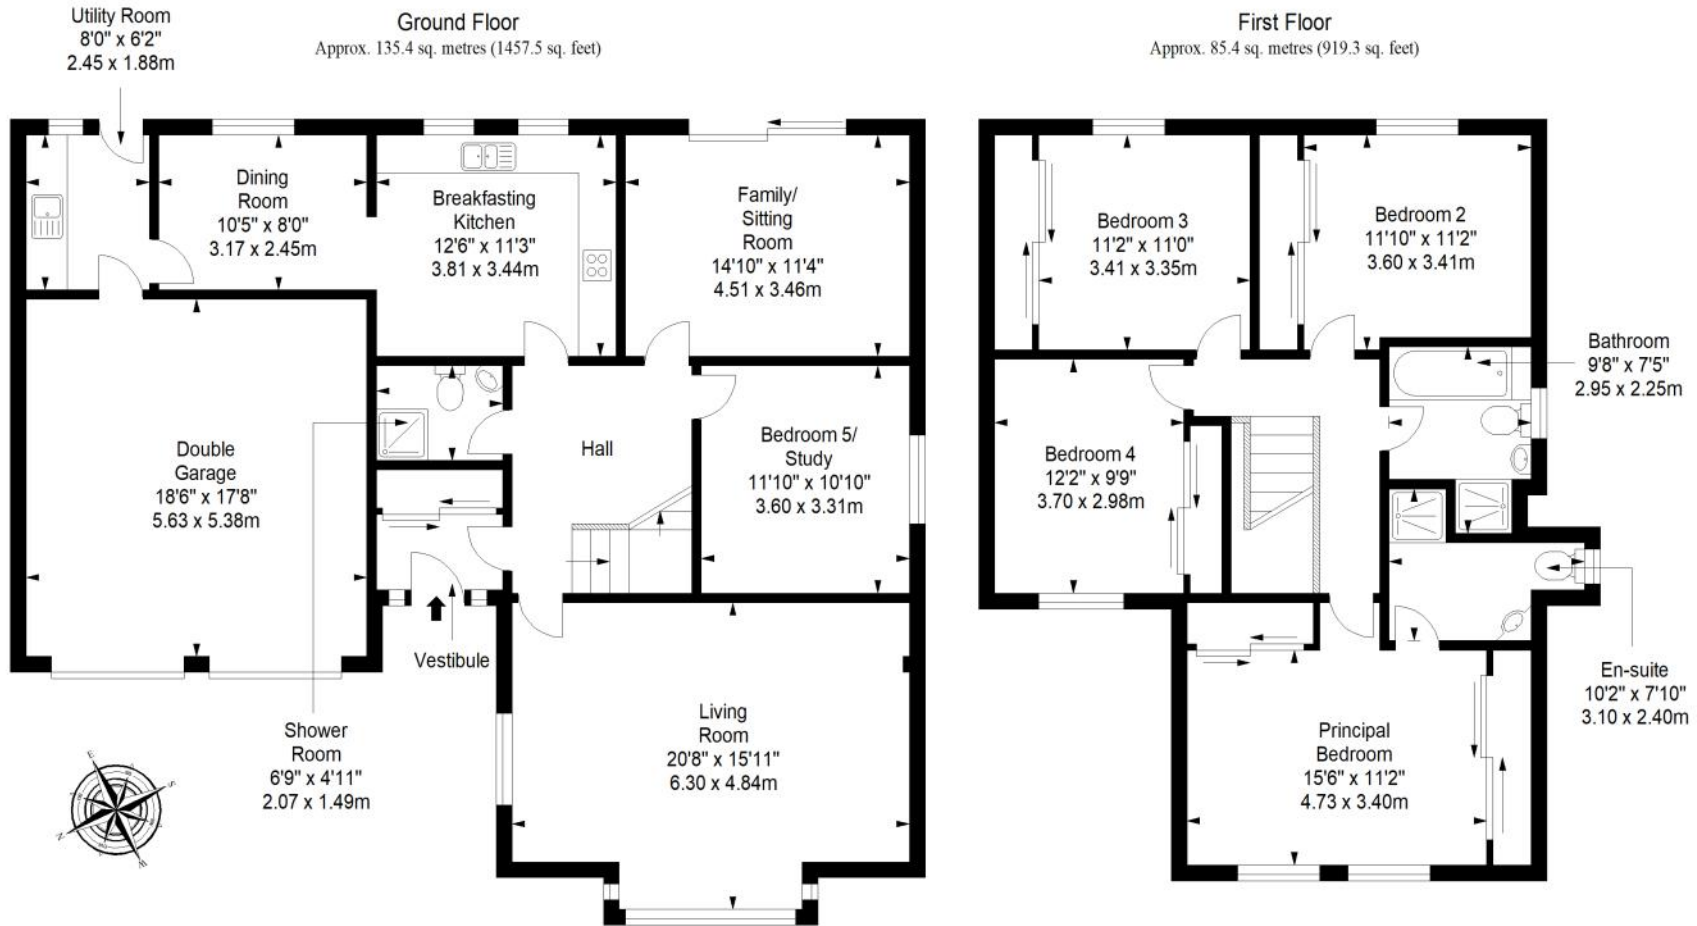 Ground Floor
Approx. 135.4 sq. metres (1457.5 sq. feet)
Utility Room
8'0" x 6'2"
2.45 x 1.88m
Dining
Room
10'5" x 8'0"
3.17 x 2.45m
Breakfasting
Kitchen
12'6" x 11'3"
3.81 x 3.44m
Family/
Sitting
Room
14'10" x 11'4"
4.51 x 3.46m
Double
Garage
18'6" x 17'8"
5.63 x 5.38m
Hall
Bedroom 5/
Study
11'10" x 10'10"
3.60 x 3.31m
Vestibule
Shower
Room
6'9" x 4'11"
2.07 x 1.49m
Living
Room
20'8" x 15'11"
6.30 x 4.84m
E
S
N
W
First Floor
Approx. 85.4 sq. metres (919.3 sq. feet)
Bedroom 3
11'2" x 11'0"
3.41 x 3.35m
Bedroom 2
11'10" x 11'2"
3.60 x 3.41m
Bathroom
9'8" x 7'5"
2.95 x 2.25m
Bedroom 4
12'2" x 9'9"
3.70 x 2.98m
En-suite
10'2" x 7'10"
3.10 x 2.40m
Principal
Bedroom
15'6" x 11'2"
4.73 x 3.40m